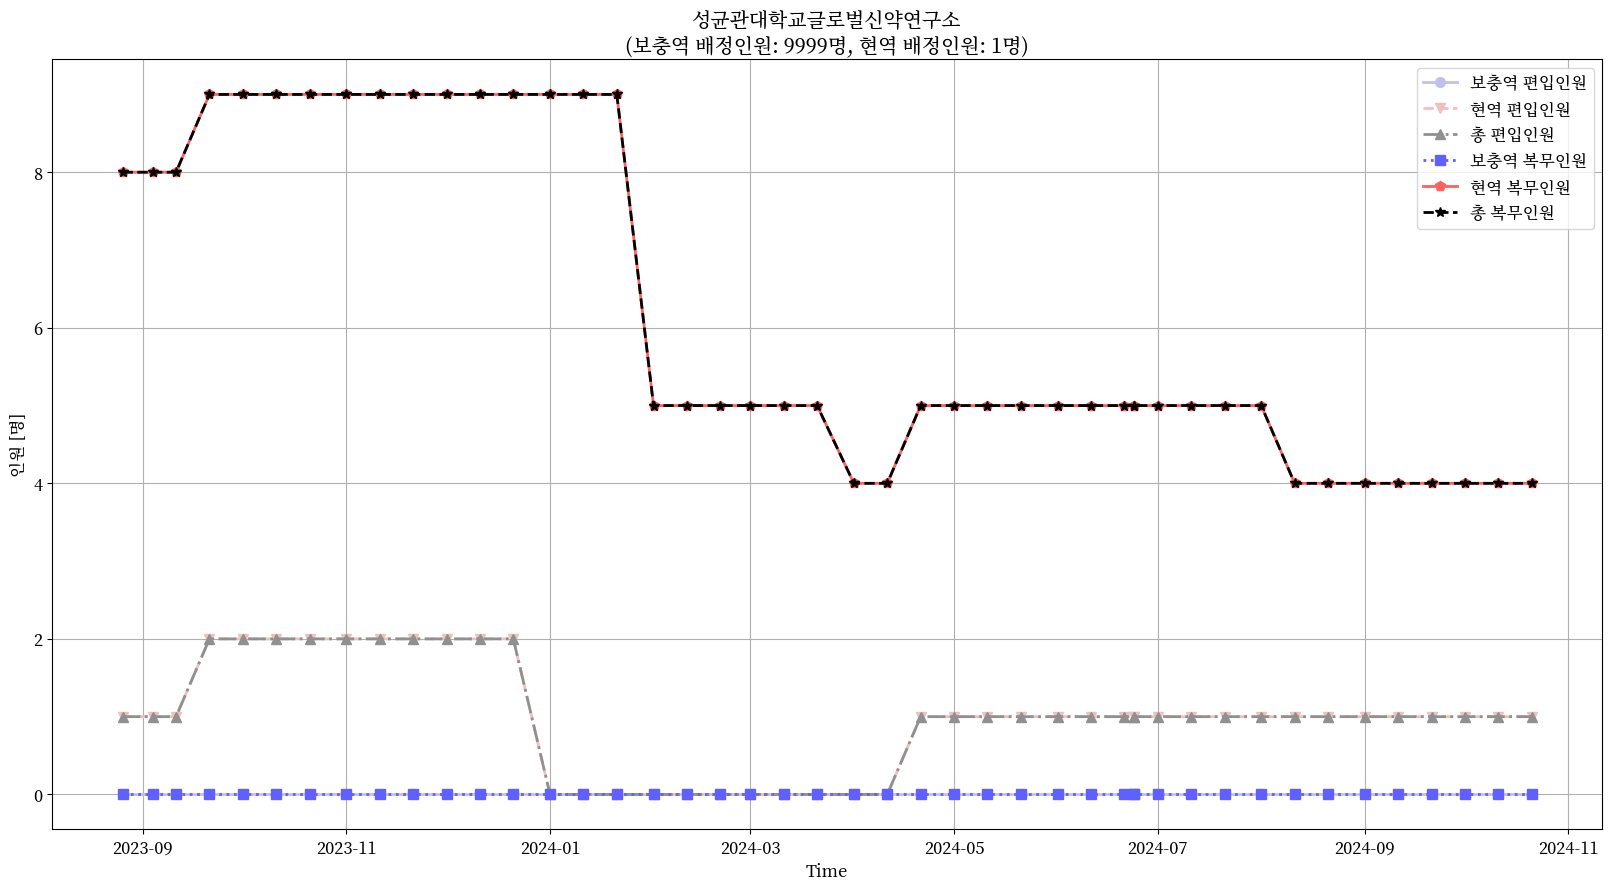 성균관대학교글로벌신약연구소
(보충역 배정인원: 9999명, 현역 배정인원: 1명)
보충역 편입인원
현역 편입인원
총 편입인원
보충역 복무인원
현역 복무인원
총 복무인원
인원 [명]
8
6
4
2
0
2023-09
2023-11
2024-01
2024-03
2024-05
2024-07
2024-09
2024-11
Time